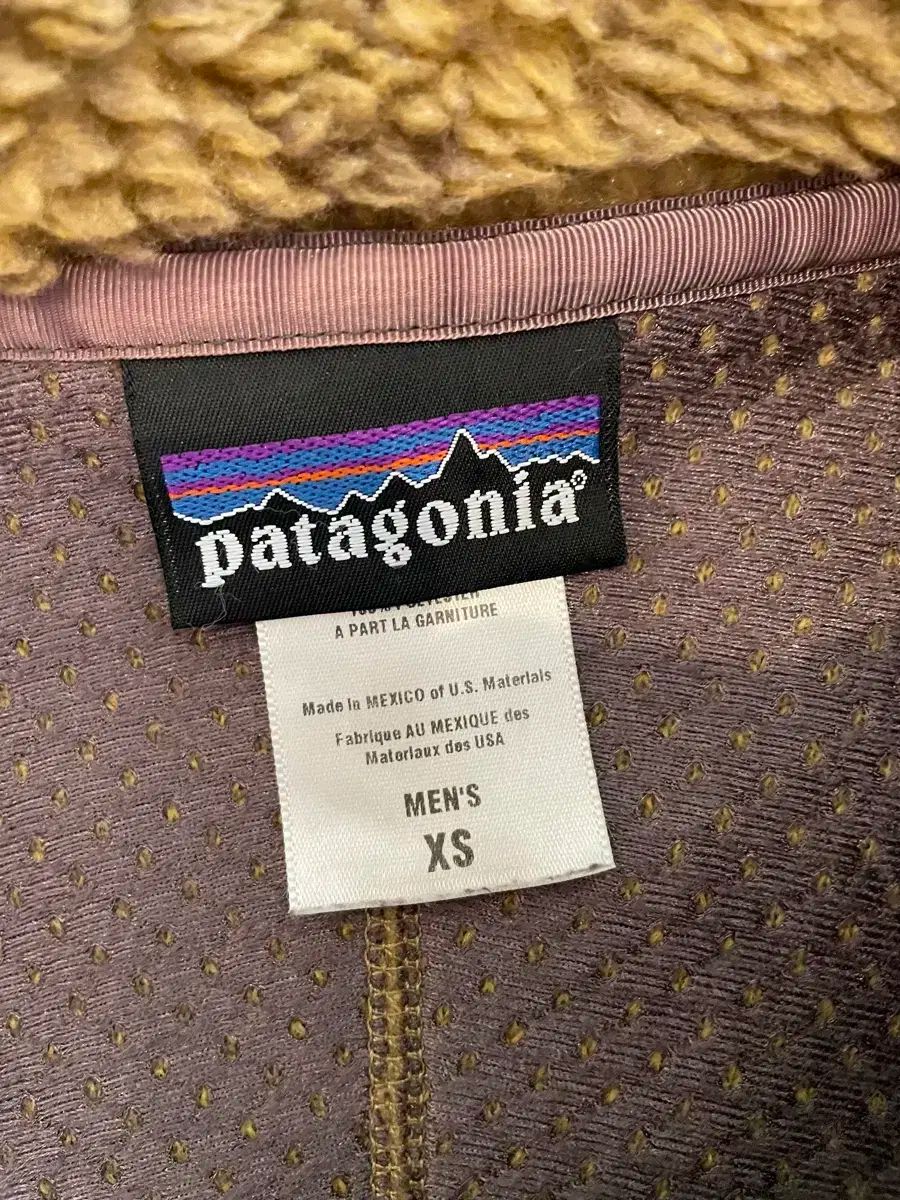 patagonia®
A PART LA GARNITURE
Made in MEXICO of U.S. Materials
Fabrique AU MEXIQUE des
Materiaux des USA
MEN'S
XS